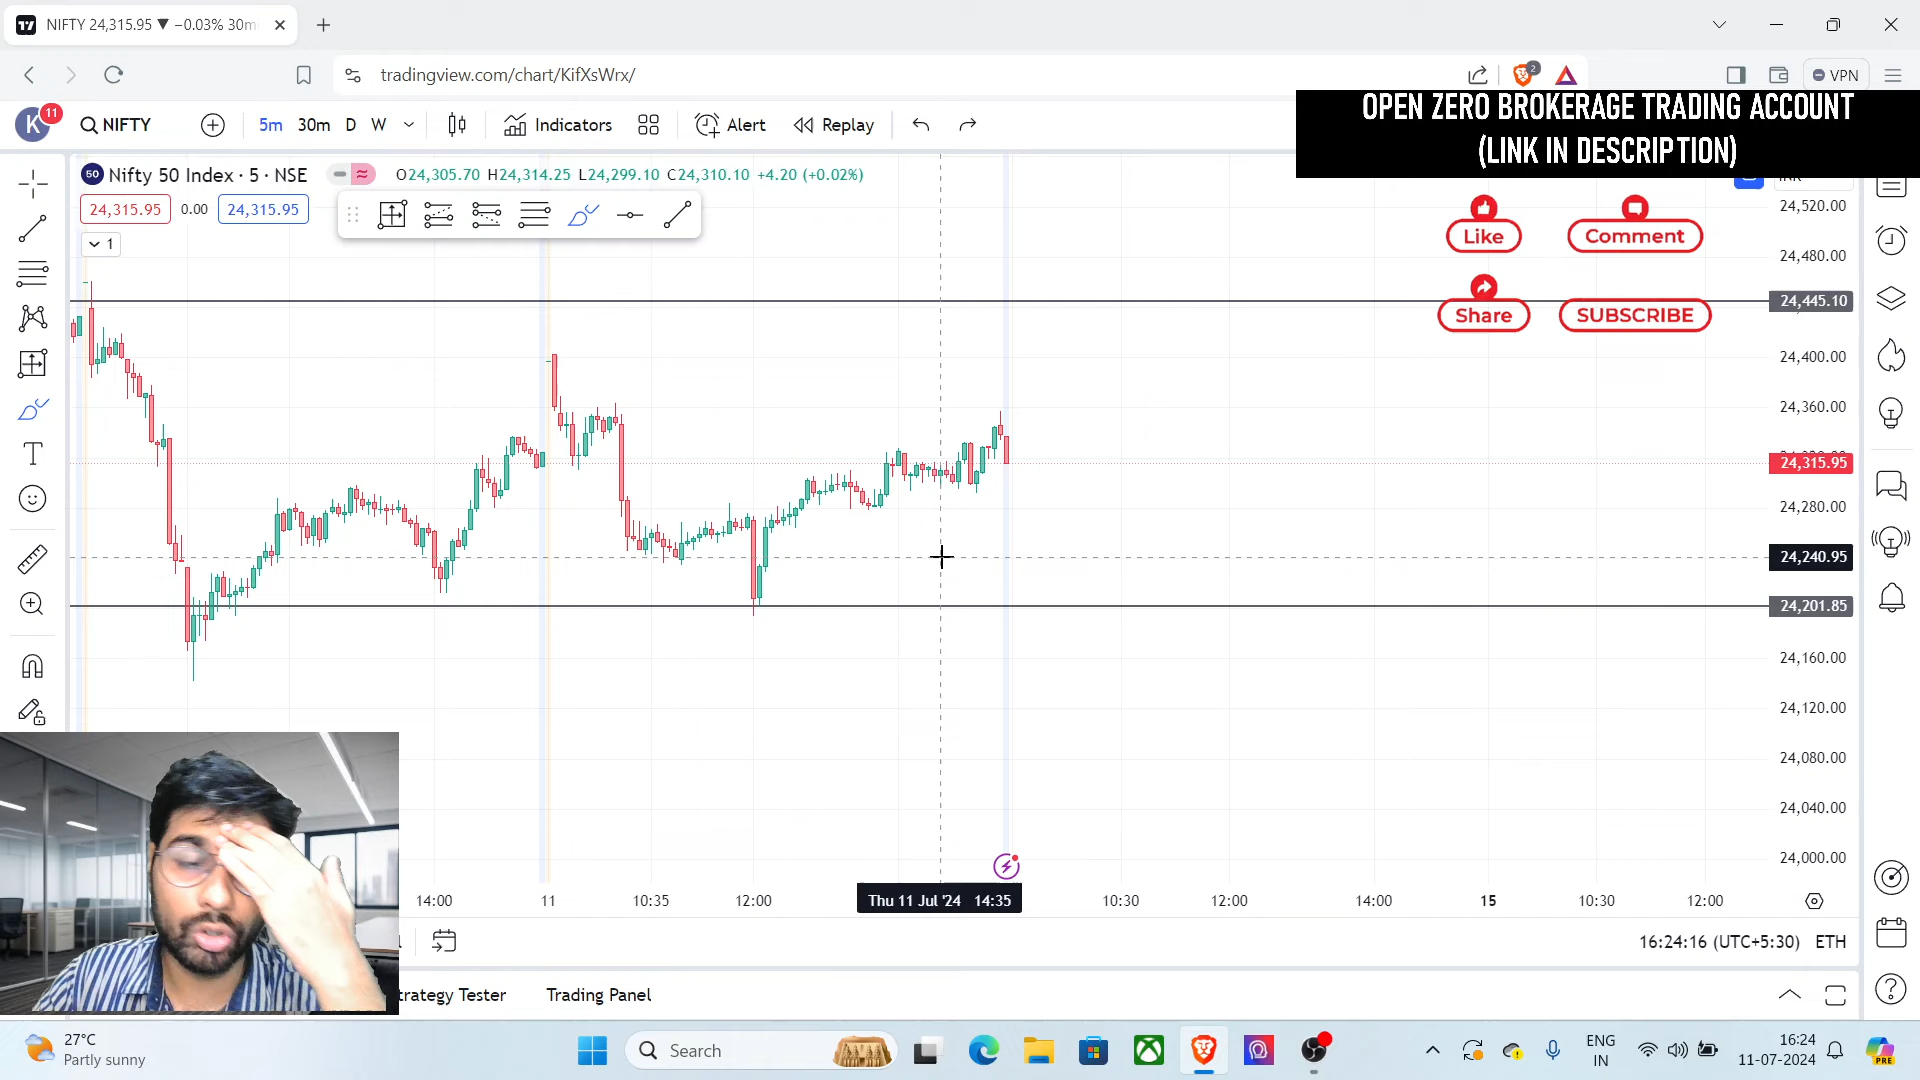 NIFTY 24,315.95 ▼ −0.03% 30m
tradingview.com/chart/KifXsWrx/
2
VPN
OPEN ZERO BROKERAGE TRADING ACCOUNT
(LINK IN DESCRIPTION)
K 11 NIFTY 5m 30m D W Indicators Alert Replay
50 Nifty 50 Index · 5 · NSE O24,305.70 H24,314.25 L24,299.10 C24,310.10 +4.20 (+0.02%)
24,315.95 0.00 24,315.95
1
Like Comment
Share SUBSCRIBE
24,520.00
24,480.00
24,445.10
24,400.00
24,360.00
24,315.95
24,280.00
24,240.95
24,201.85
24,160.00
24,120.00
24,080.00
24,040.00
24,000.00
14:00 11 10:35 12:00 Thu 11 Jul '24 14:35 10:30 12:00 14:00 15 10:30 12:00
16:24:16 (UTC+5:30) ETH
trategy Tester Trading Panel
27°C
Partly sunny
Search
ENG
IN
16:24
11-07-2024
PRE